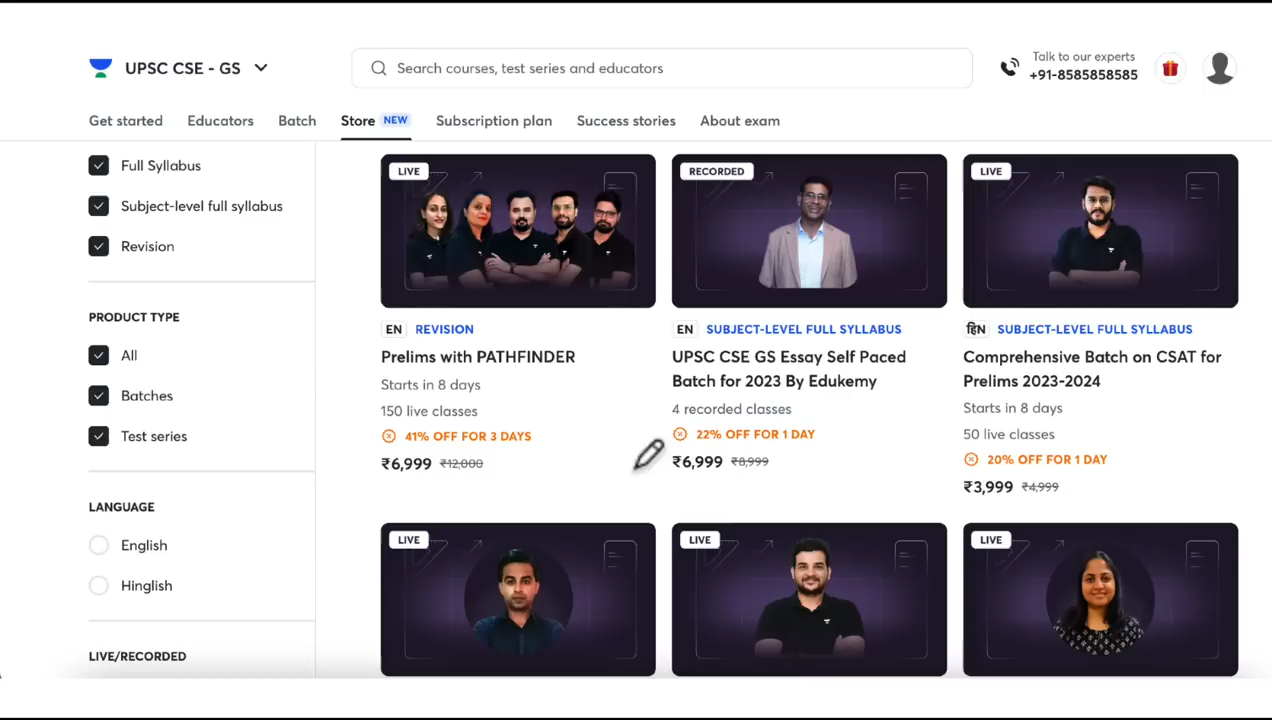 UPSC CSE - GS
Search courses, test series and educators
Talk to our experts
+91-8585858585
Get started
Educators
Batch
Store NEW
Subscription plan
Success stories
About exam
Full Syllabus
Subject-level full syllabus
Revision
PRODUCT TYPE
All
Batches
Test series
LANGUAGE
English
Hinglish
LIVE/RECORDED
LIVE
EN REVISION
Prelims with PATHFINDER
Starts in 8 days
150 live classes
41% OFF FOR 3 DAYS
₹6,999 ₹12,000
RECORDED
EN SUBJECT-LEVEL FULL SYLLABUS
UPSC CSE GS Essay Self Paced
Batch for 2023 By Edukemy
4 recorded classes
22% OFF FOR 1 DAY
₹6,999 ₹8,999
LIVE
हिN SUBJECT-LEVEL FULL SYLLABUS
Comprehensive Batch on CSAT for
Prelims 2023-2024
Starts in 8 days
50 live classes
20% OFF FOR 1 DAY
₹3,999 ₹4,999
LIVE
LIVE
LIVE